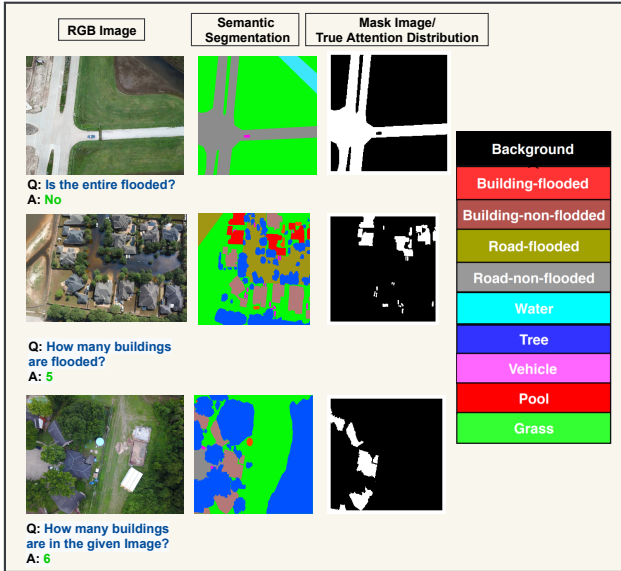 RGB Image
Semantic
Segmentation
Mask Image/
True Attention Distribution
Q: Is the entire flooded?
A: No
Q: How many buildings
are flooded?
A: 5
Q: How many buildings
are in the given Image?
A: 6
Background
Building-flooded
Building-non-flodded
Road-flooded
Road-non-flooded
Water
Tree
Vehicle
Pool
Grass